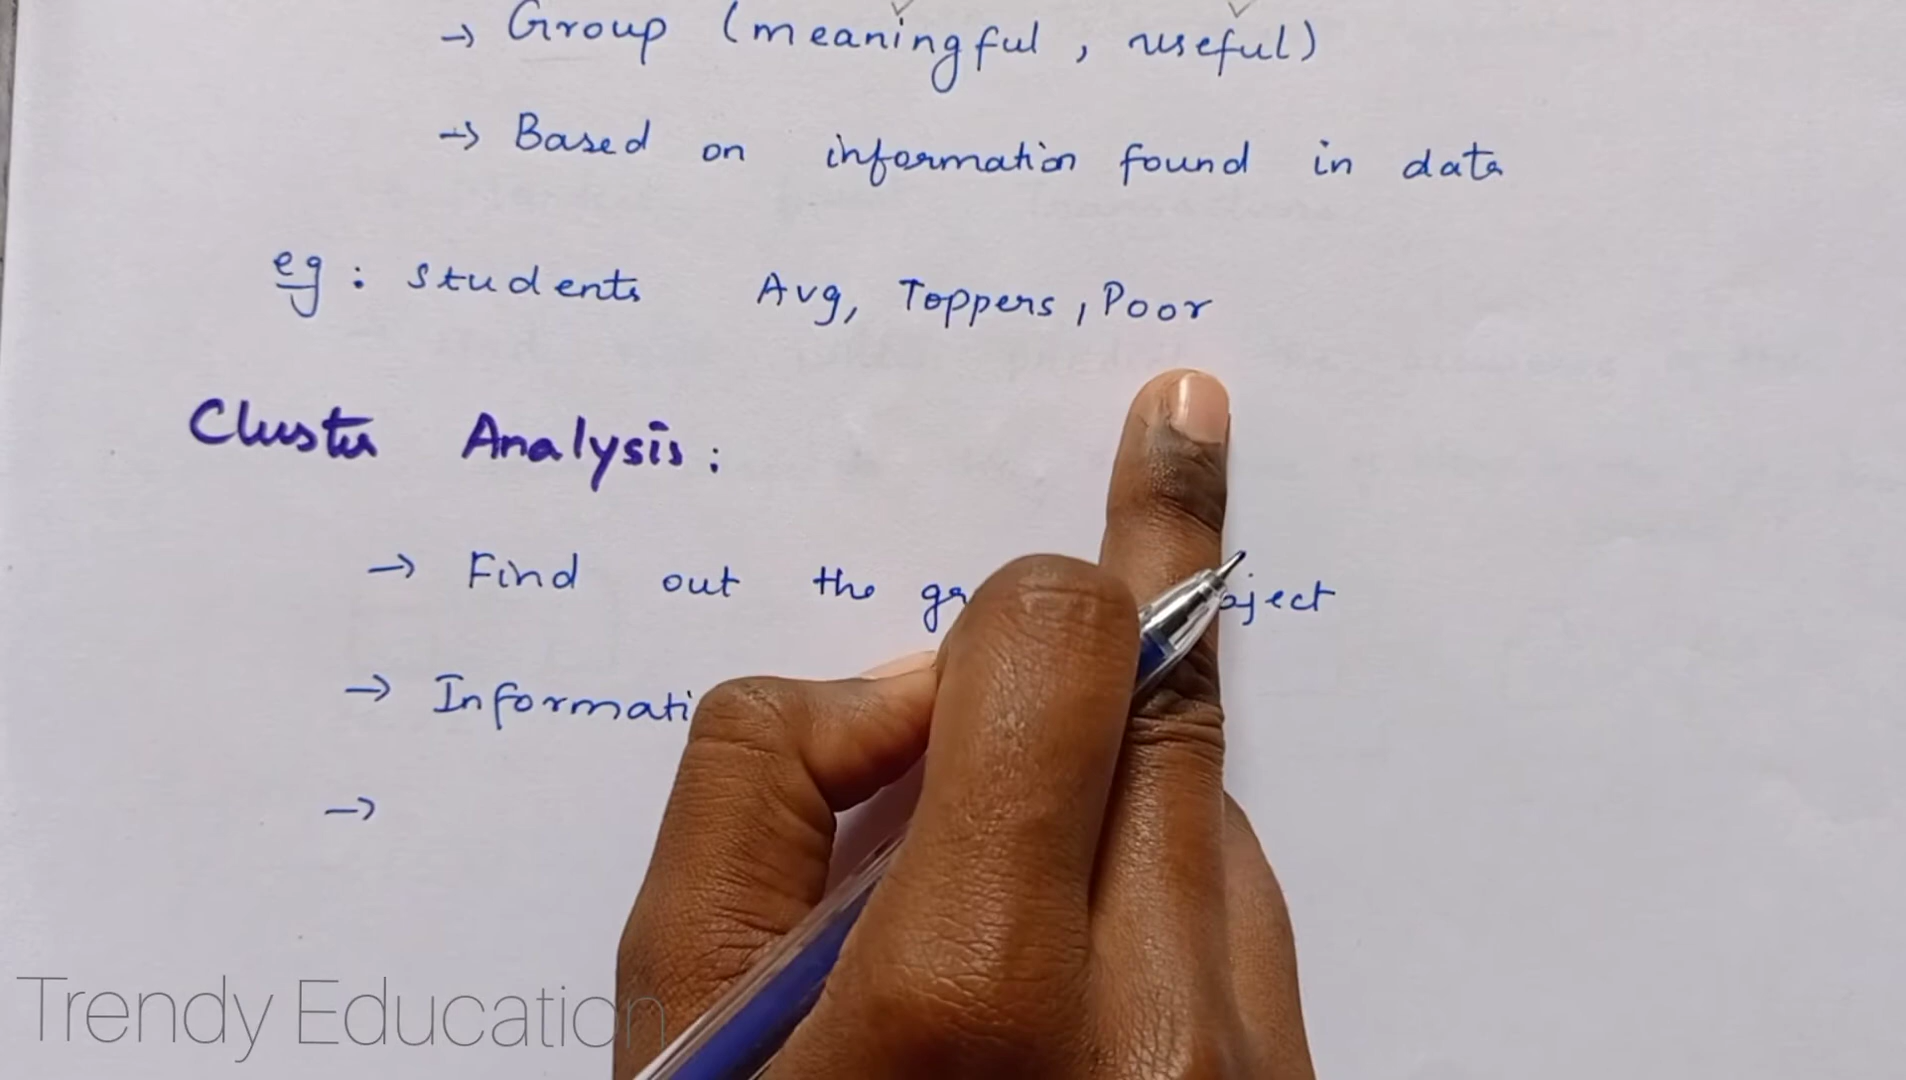 → Group (meaningful, useful)
→ Based on information found in data
eg: students Avg, Toppers, Poor
Cluster Analysis:
→ Find out the
→
→
Trendy Education